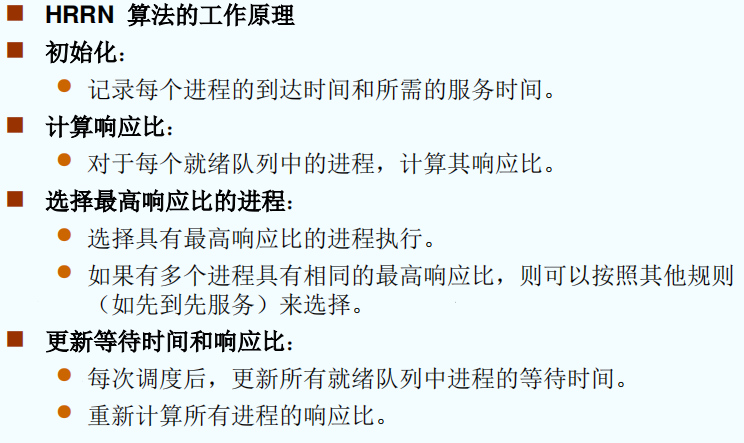 HRRN 算法的工作原理
初始化：
记录每个进程的到达时间和所需的服务时间。
计算响应比：
对于每个就绪队列中的进程，计算其响应比。
选择最高响应比的进程：
选择具有最高响应比的进程执行。
如果有多个进程具有相同的最高响应比，则可以按照其他规则
（如先到先服务）来选择。
更新等待时间和响应比：
每次调度后，更新所有就绪队列中进程的等待时间。
重新计算所有进程的响应比。